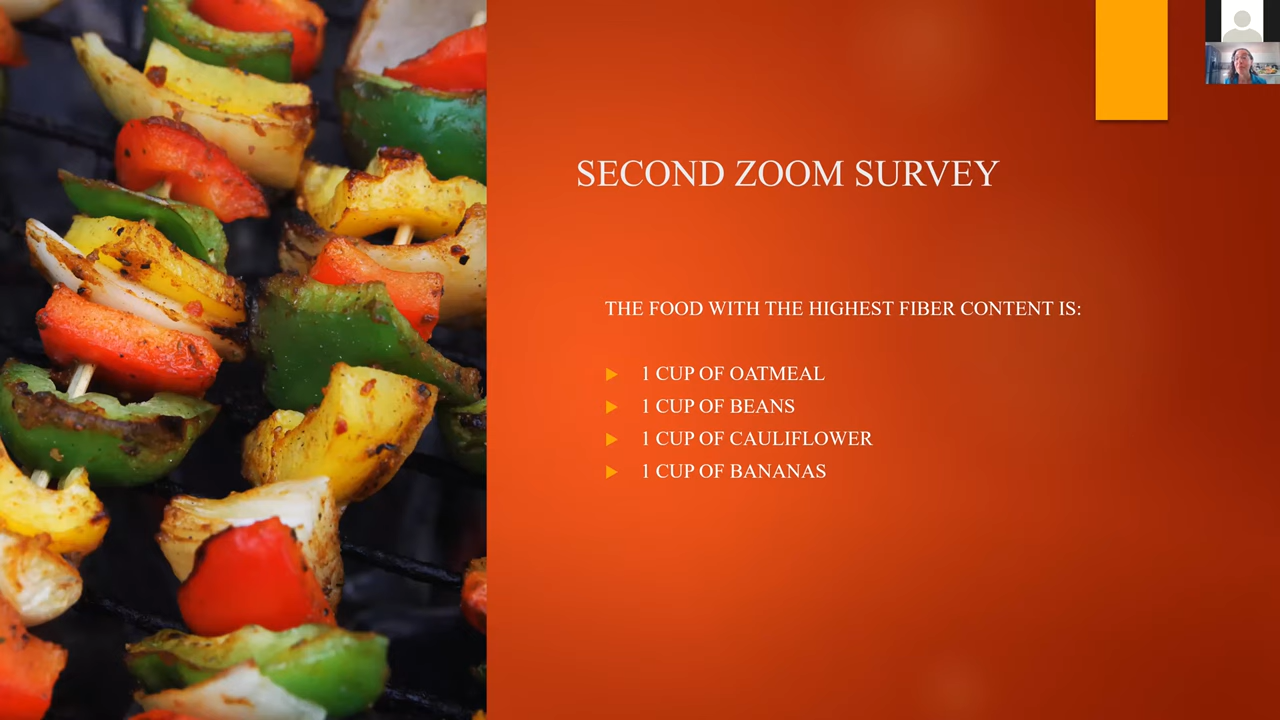 SECOND ZOOM SURVEY
THE FOOD WITH THE HIGHEST FIBER CONTENT IS:
1 CUP OF OATMEAL
1 CUP OF BEANS
1 CUP OF CAULIFLOWER
1 CUP OF BANANAS